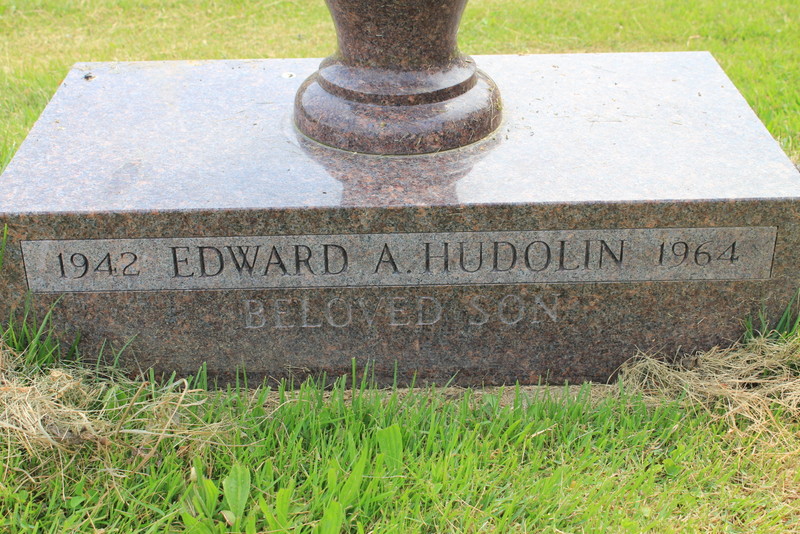 1942 EDWARD A. HUDOLIN 1964
BELOVED SON